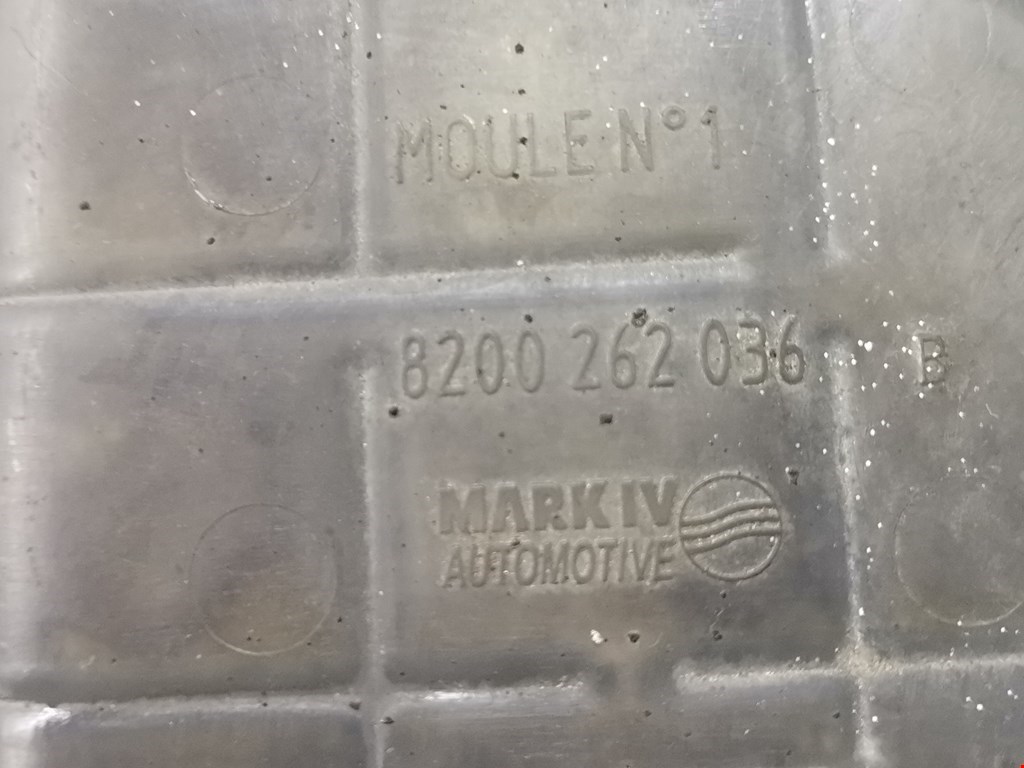 MOULE N° 1
8200 262 036 B
MARK IV
AUTOMOTIVE